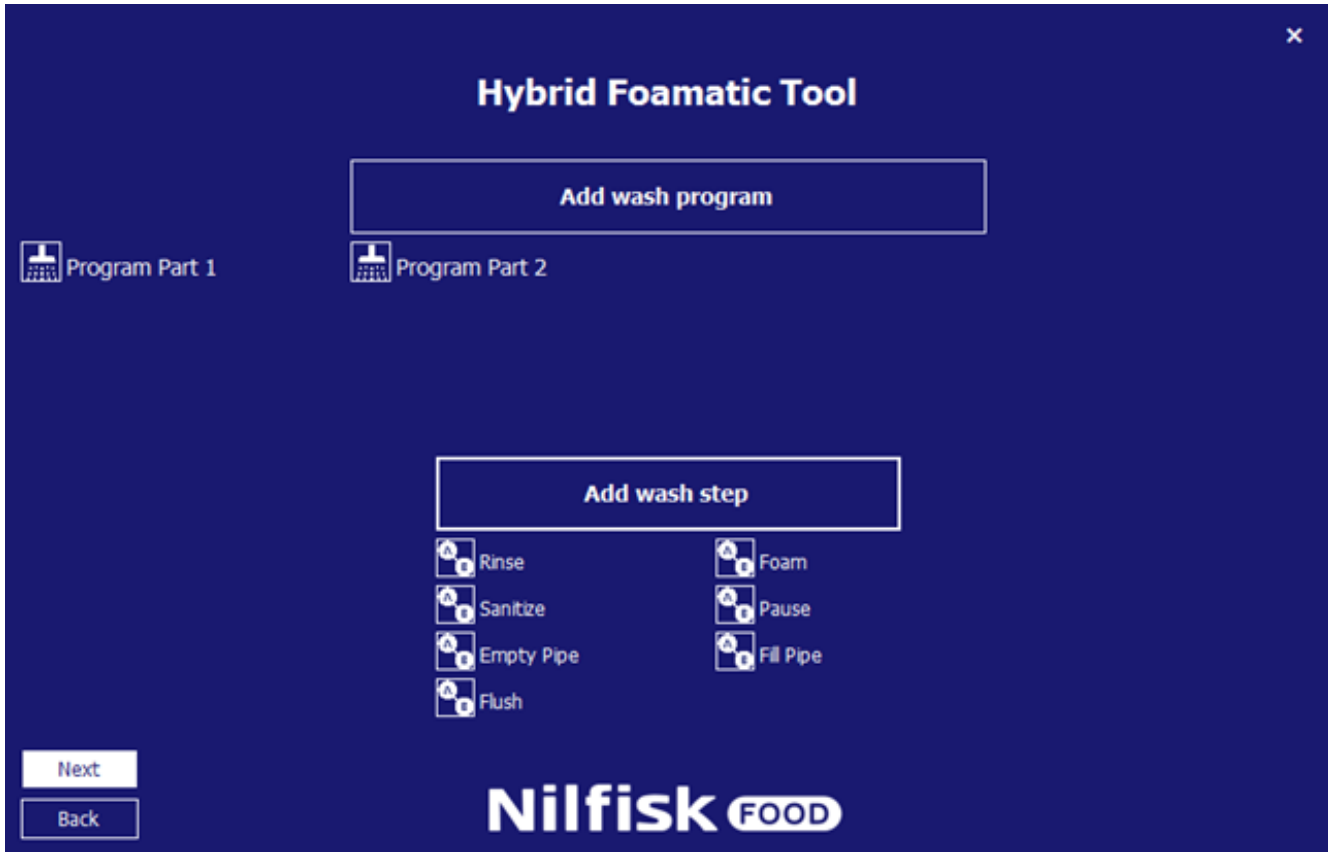 ×
Hybrid Foamatic Tool
Add wash program
Program Part 1
Program Part 2
Add wash step
A B Rinse
A B Foam
A B Sanitize
A B Pause
A B Empty Pipe
A B Fill Pipe
A B Flush
Next
Back
Nilfisk FOOD